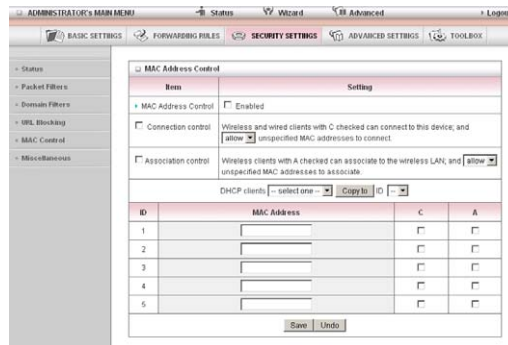 ADMINISTRATOR's MAIN MENU Status Wizard Advanced Logout
BASIC SETTINGS FORWARDING RULES SECURITY SETTINGS ADVANCED SETTINGS TOOLBOX
Status
Packet Filters
Domain Filters
URL Blocking
MAC Control
Miscellaneous
MAC Address Control
Item Setting
MAC Address Control Enabled
Connection control Wireless and wired clients with C checked can connect to this device; and
allow unspecified MAC addresses to connect.
Association control Wireless clients with A checked can associate to the wireless LAN; and allow
unspecified MAC addresses to associate.
DHCP clients -- select one -- Copy to ID --
ID MAC Address C A
1
2
3
4
5
Save Undo